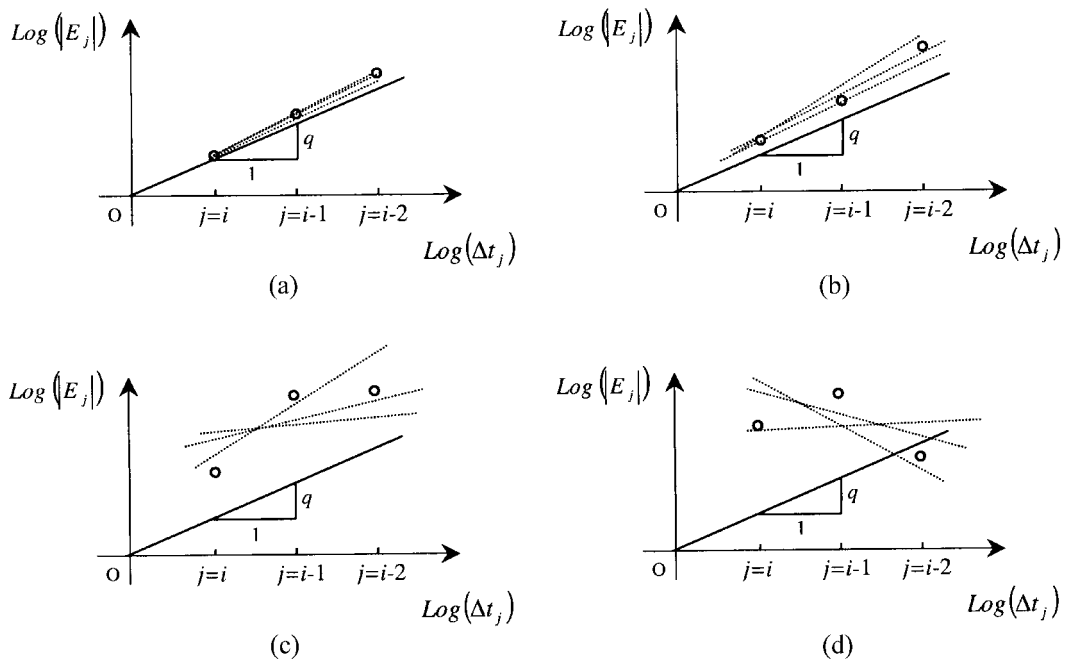 Log(|E_j|)
q
1
O
j=i
j=i-1
j=i-2
Log(Δt_j)
(a)
Log(|E_j|)
q
1
O
j=i
j=i-1
j=i-2
Log(Δt_j)
(b)
Log(|E_j|)
q
1
O
j=i
j=i-1
j=i-2
Log(Δt_j)
(c)
Log(|E_j|)
q
1
O
j=i
j=i-1
j=i-2
Log(Δt_j)
(d)